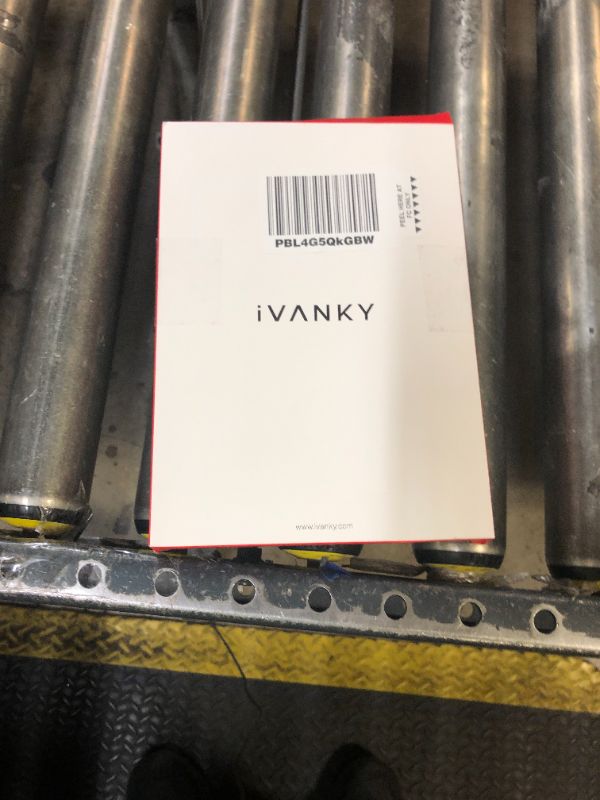 PBL4G5QkGBW
PEEL HERE AT
FC ONLY
iVANKY
www.ivanky.com